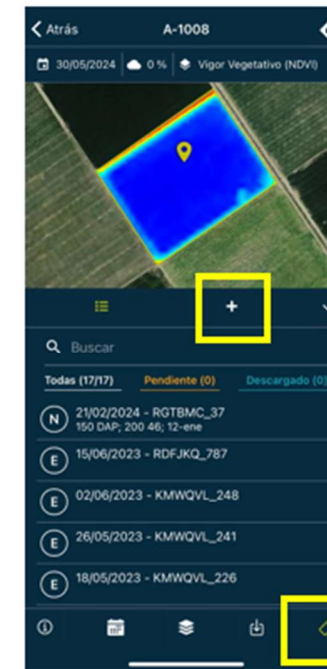 Atrás A-1008
30/05/2024 0 % Vigor Vegetativo (NDVI)
Buscar
Todas (17/17) Pendiente (0) Descargado (0)
N 21/02/2024 - RGTBMC_37
150 DAP; 200 46; 12-ene
E 15/06/2023 - RDFJKQ_787
E 02/06/2023 - KMWQVL_248
E 26/05/2023 - KMWQVL_241
E 18/05/2023 - KMWQVL_226